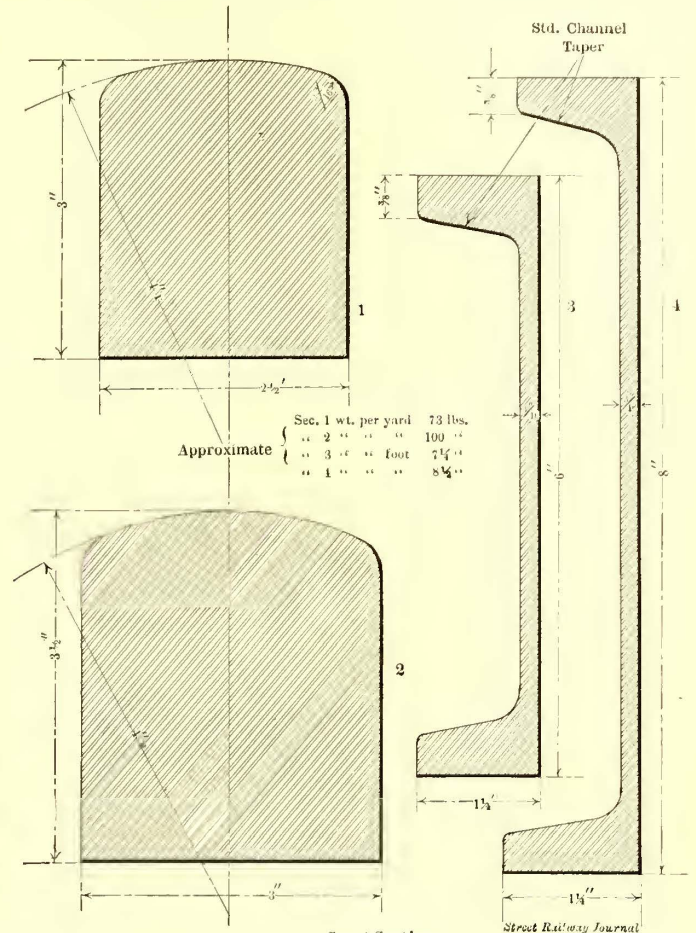 Std. Channel
Taper
3"
2½'
1
⅜"
3
6"
1¼'
4
8"
1¼"
Approximate
Sec. 1 wt. per yard 73 lbs.
" 2 " " " 100 "
" 3 " " foot 7¼ "
" 4 " " " 8½ "
3½"
2
3"
Street Railway Journal